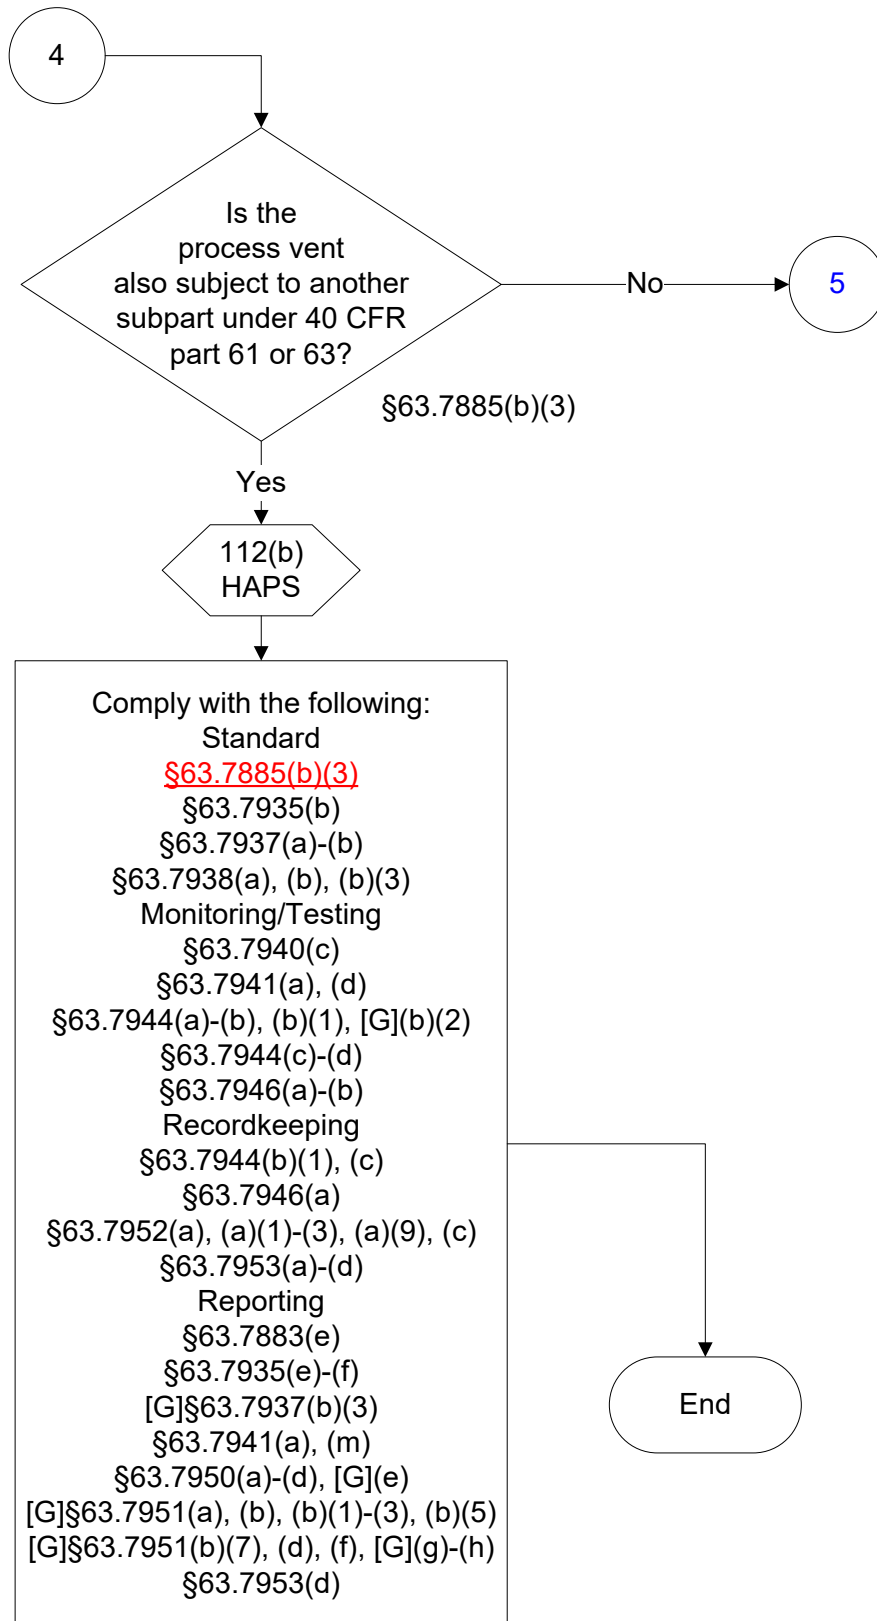 4
Is the
process vent
also subject to another
subpart under 40 CFR
part 61 or 63?
No
5
§63.7885(b)(3)
Yes
112(b)
HAPS
Comply with the following:
Standard
§63.7885(b)(3)
§63.7935(b)
§63.7937(a)-(b)
§63.7938(a), (b), (b)(3)
Monitoring/Testing
§63.7940(c)
§63.7941(a), (d)
§63.7944(a)-(b), (b)(1), [G](b)(2)
§63.7944(c)-(d)
§63.7946(a)-(b)
Recordkeeping
§63.7944(b)(1), (c)
§63.7946(a)
§63.7952(a), (a)(1)-(3), (a)(9), (c)
§63.7953(a)-(d)
Reporting
§63.7883(e)
§63.7935(e)-(f)
[G]§63.7937(b)(3)
§63.7941(a), (m)
§63.7950(a)-(d), [G](e)
[G]§63.7951(a), (b), (b)(1)-(3), (b)(5)
[G]§63.7951(b)(7), (d), (f), [G](g)-(h)
§63.7953(d)
End